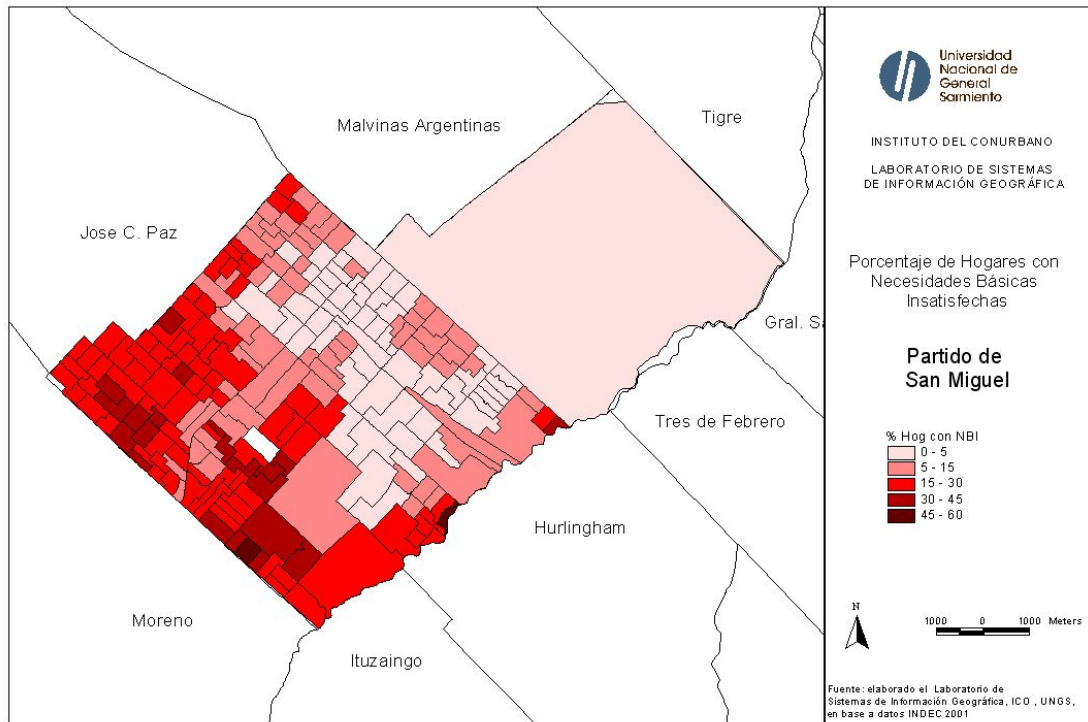 Malvinas Argentinas
Tigre
Jose C. Paz
Gral. Sa
Tres de Febrero
Hurlingham
Moreno
Ituzaingo
Universidad
Nacional de
General
Sarmiento
INSTITUTO DEL CONURBANO
LABORATORIO DE SISTEMAS
DE INFORMACIÓN GEOGRÁFICA
Porcentaje de Hogares con
Necesidades Básicas
Insatisfechas
Partido de
San Miguel
% Hog con NBI
0 - 5
5 - 15
15 - 30
30 - 45
45 - 60
N
1000 0 1000 Meters
Fuente: elaborado el Laboratorio de
Sistemas de Información Geográfica, ICO , UNGS,
en base a datos INDEC 2001